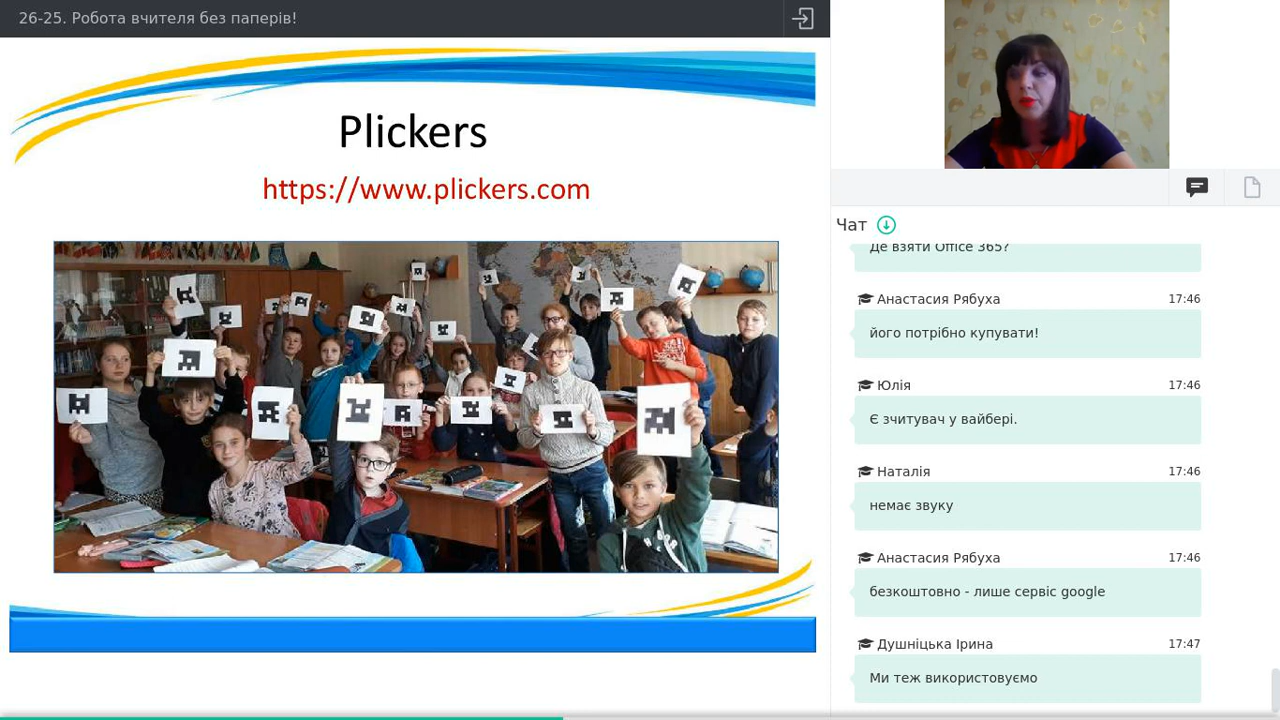 26-25. Робота вчителя без паперів!
Plickers
https://www.plickers.com
Чат
Де взяти Office 365?
Анастасия Рябуха 17:46
його потрібно купувати!
Юлія 17:46
Є зчитувач у вайбері.
Наталія 17:46
немає звуку
Анастасия Рябуха 17:46
безкоштовно - лише сервіс google
Душніцька Ірина 17:47
Ми теж використовуємо